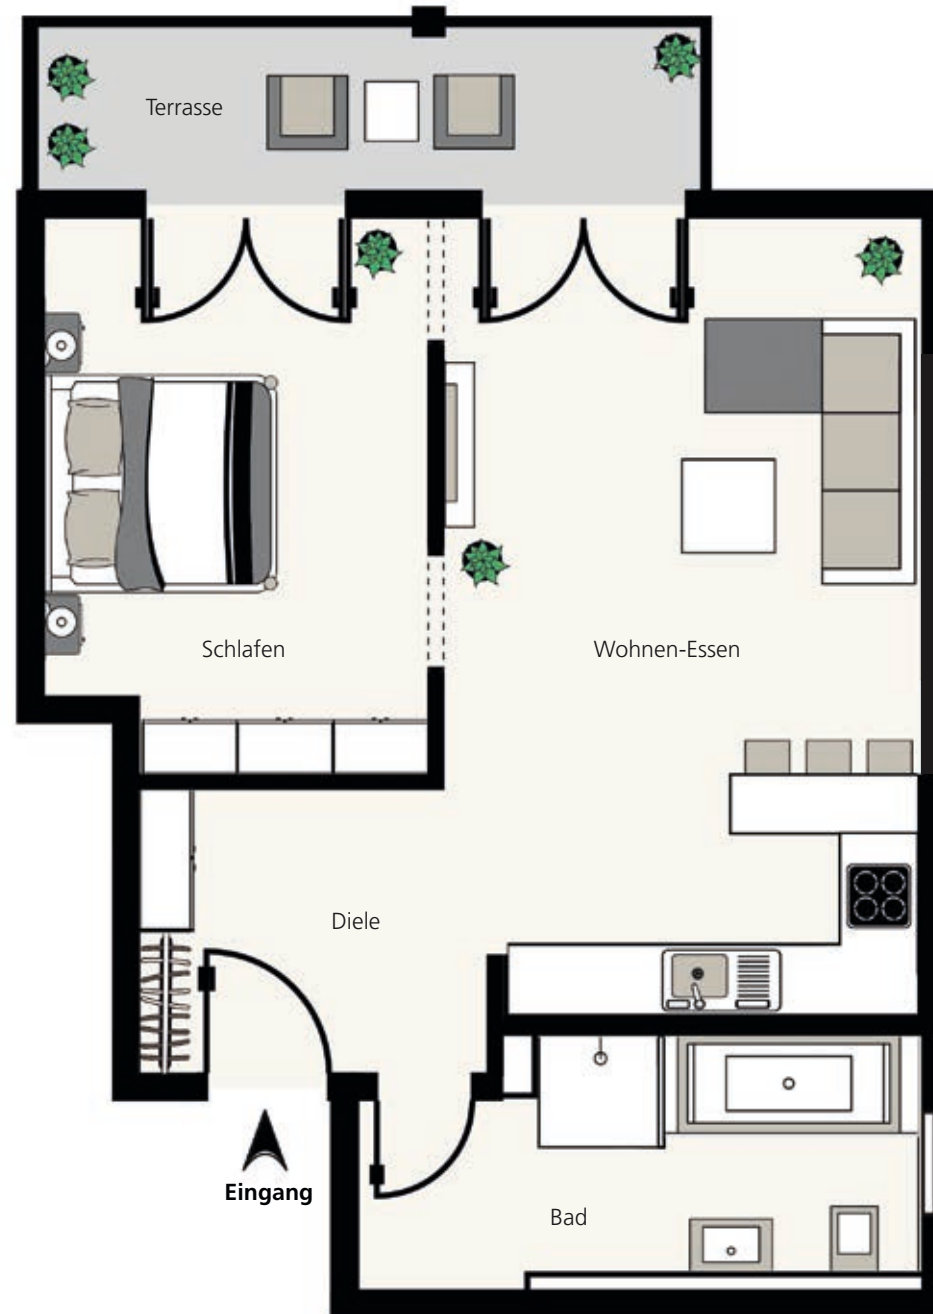 Terrasse
Schlafen
Wohnen-Essen
Diele
Eingang
Bad